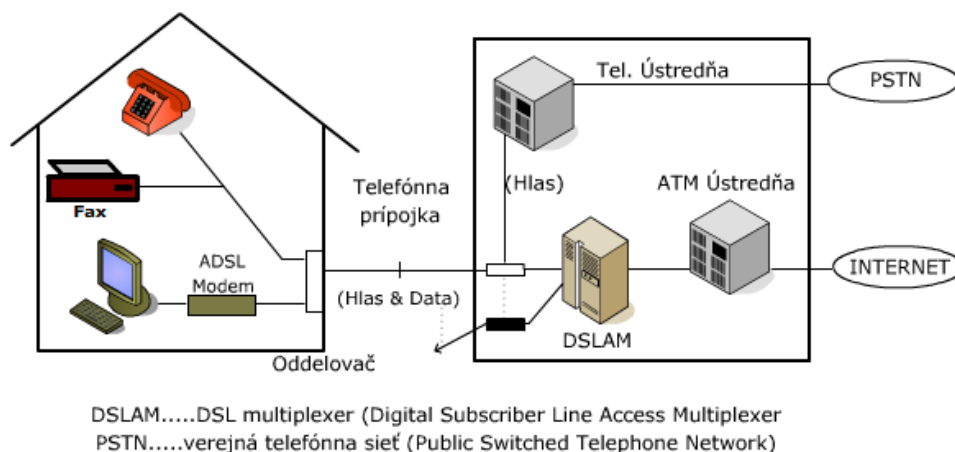 Tel. Ústredňa
PSTN
Fax
Telefónna
prípojka
(Hlas)
ATM Ústredňa
ADSL
Modem
(Hlas & Data)
INTERNET
DSLAM
Oddelovač
DSLAM.....DSL multiplexer (Digital Subscriber Line Access Multiplexer
PSTN.....verejná telefónna sieť (Public Switched Telephone Network)